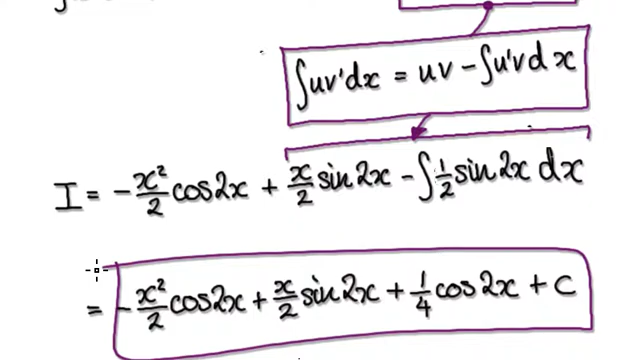 ∫uv'dx = uv - ∫u'vdx
I = -x²/2 cos2x + x/2 sin2x - ∫1/2 sin2x dx
= -x²/2 cos2x + x/2 sin2x + 1/4 cos2x + C